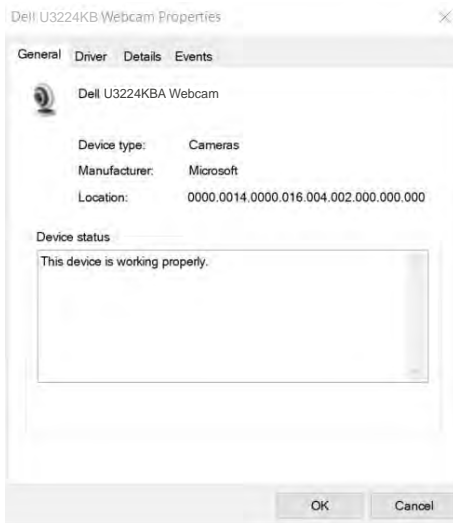 Dell U3224KB Webcam Properties
General Driver Details Events
Dell U3224KBA Webcam
Device type: Cameras
Manufacturer: Microsoft
Location: 0000.0014.0000.016.004.002.000.000.000
Device status
This device is working properly.
OK Cancel